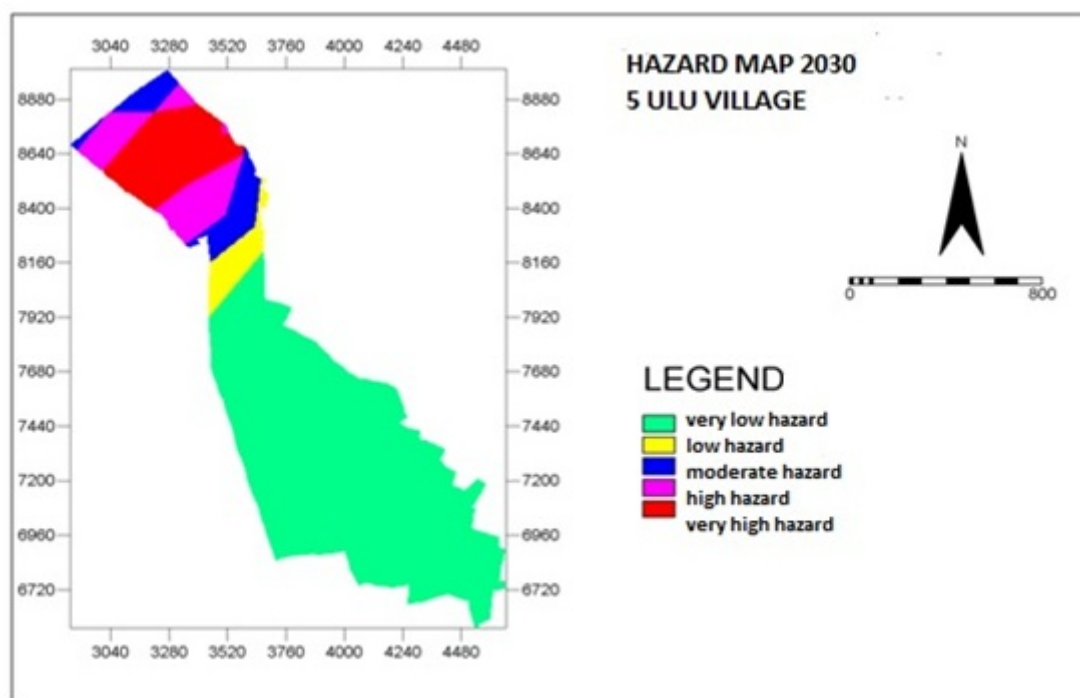 3040 3280 3520 3760 4000 4240 4480
HAZARD MAP 2030
5 ULU VILLAGE
8880 8880
8640 8640
8400 8400
8160 8160
7920 7920
7680 7680
7440 7440
7200 7200
6960 6960
6720 6720
3040 3280 3520 3760 4000 4240 4480
N
0 800
LEGEND
very low hazard
low hazard
moderate hazard
high hazard
very high hazard